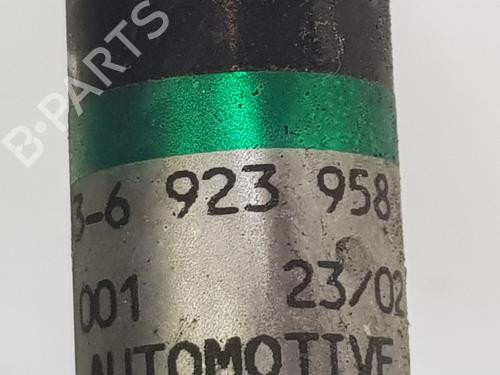 B-PARTS
3-6 923 958
001 23/02
AUTOMOTIVE